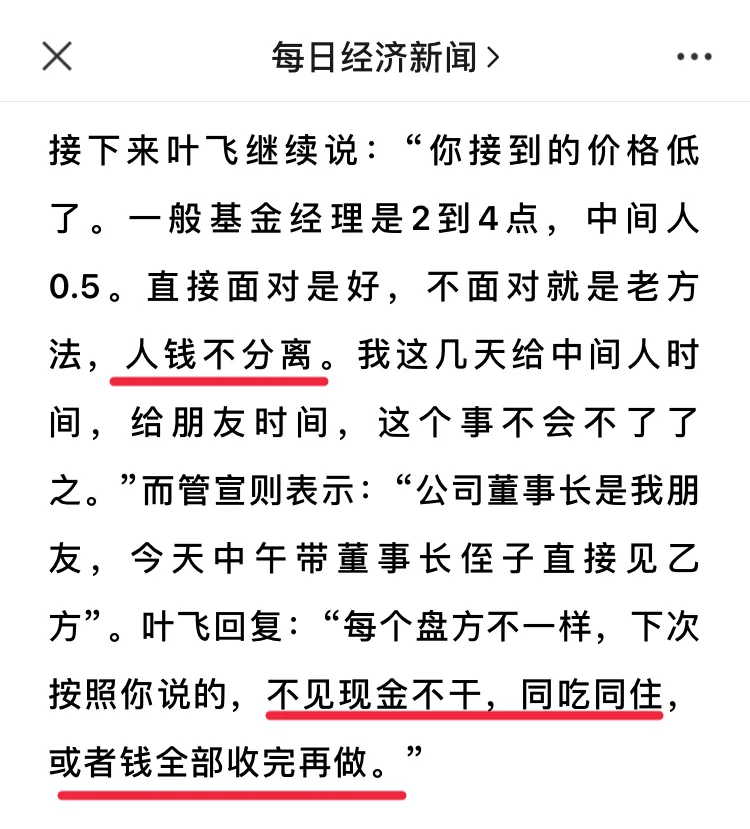 每日经济新闻
接下来叶飞继续说：“你接到的价格低
了。一般基金经理是2到4点，中间人
0.5。直接面对是好，不面对就是老方
法，人钱不分离。我这几天给中间人时
间，给朋友时间，这个事不会不了了
之。”而管宣则表示：“公司董事长是我朋
友，今天中午带董事长侄子直接见乙
方”。叶飞回复：“每个盘方不一样，下次
按照你说的，不见现金不干，同吃同住，
或者钱全部收完再做。”